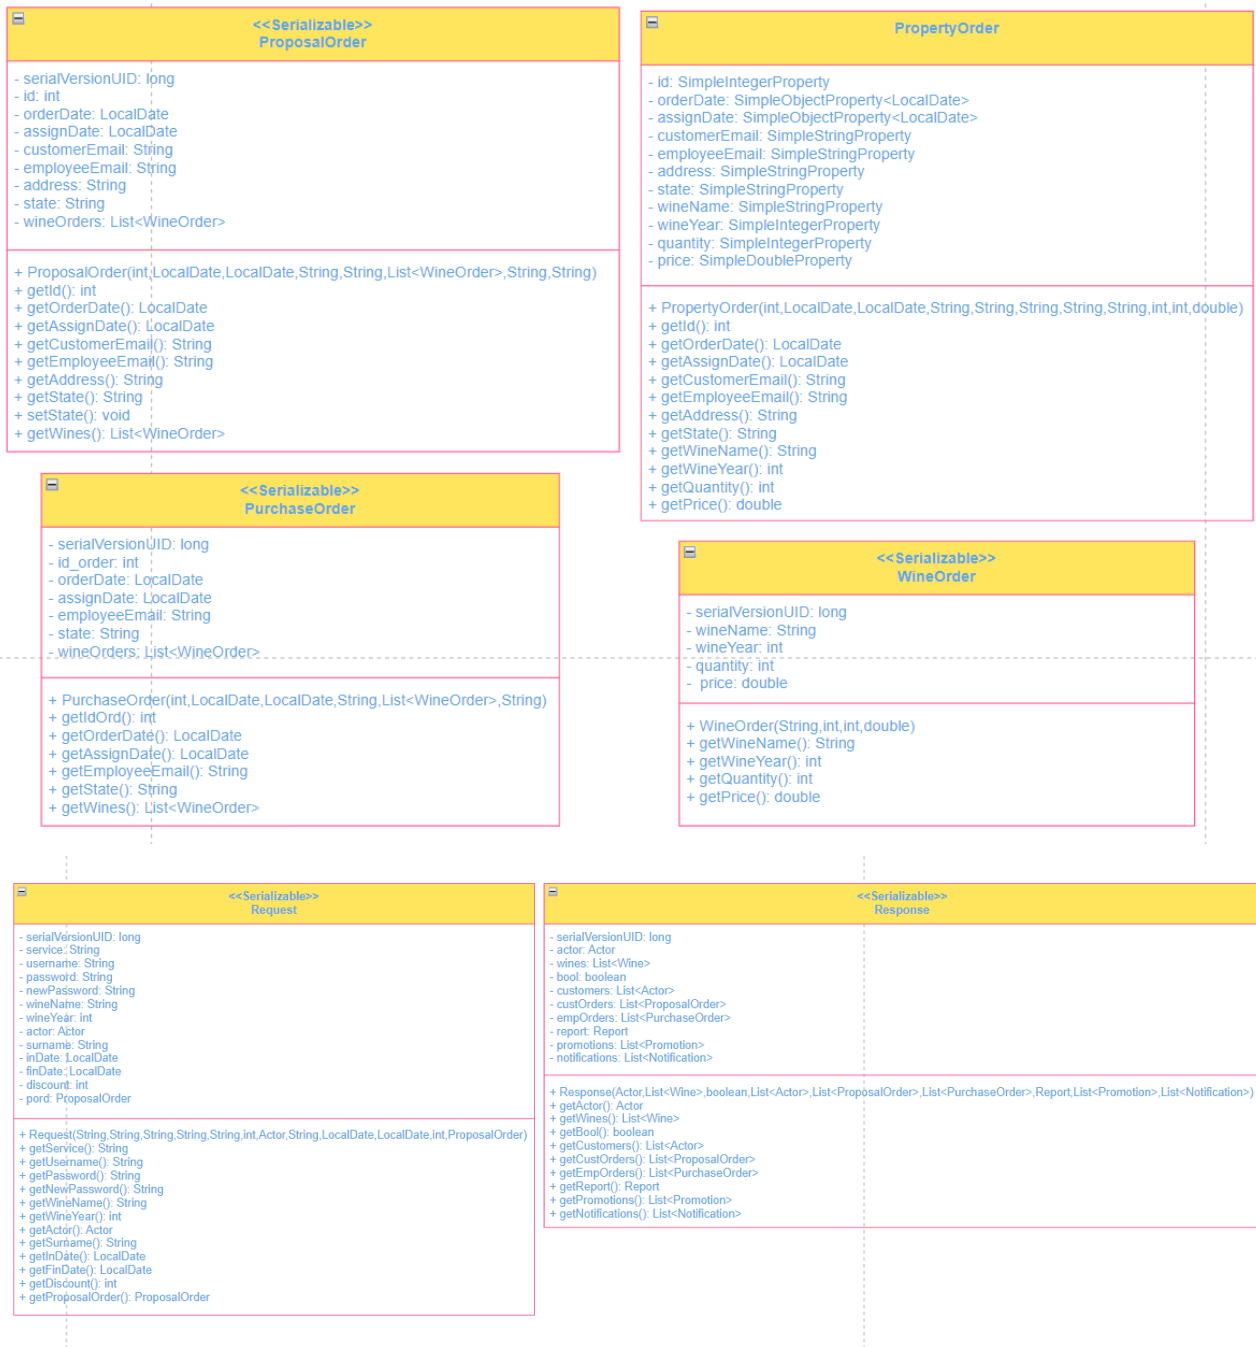 <<Serializable>>
ProposalOrder
- serialVersionUID: long
- id: int
- orderDate: LocalDate
- assignDate: LocalDate
- customerEmail: String
- employeeEmail: String
- address: String
- state: String
- wineOrders: List<WineOrder>
+ ProposalOrder(int,LocalDate,LocalDate,String,String,List<WineOrder>,String,String)
+ getId(): int
+ getOrderDate(): LocalDate
+ getAssignDate(): LocalDate
+ getCustomerEmail(): String
+ getEmployeeEmail(): String
+ getAddress(): String
+ getState(): String
+ setState(): void
+ getWines(): List<WineOrder>
PropertyOrder
- id: SimpleIntegerProperty
- orderDate: SimpleObjectProperty<LocalDate>
- assignDate: SimpleObjectProperty<LocalDate>
- customerEmail: SimpleStringProperty
- employeeEmail: SimpleStringProperty
- address: SimpleStringProperty
- state: SimpleStringProperty
- wineName: SimpleStringProperty
- wineYear: SimpleIntegerProperty
- quantity: SimpleIntegerProperty
- price: SimpleDoubleProperty
+ PropertyOrder(int,LocalDate,LocalDate,String,String,String,String,String,int,int,double)
+ getId(): int
+ getOrderDate(): LocalDate
+ getAssignDate(): LocalDate
+ getCustomerEmail(): String
+ getEmployeeEmail(): String
+ getAddress(): String
+ getState(): String
+ getWineName(): String
+ getWineYear(): int
+ getQuantity(): int
+ getPrice(): double
<<Serializable>>
PurchaseOrder
- serialVersionUID: long
- id_order: int
- orderDate: LocalDate
- assignDate: LocalDate
- employeeEmail: String
- state: String
- wineOrders: List<WineOrder>
+ PurchaseOrder(int,LocalDate,LocalDate,String,List<WineOrder>,String)
+ getIdOrd(): int
+ getOrderDate(): LocalDate
+ getAssignDate(): LocalDate
+ getEmployeeEmail(): String
+ getState(): String
+ getWines(): List<WineOrder>
<<Serializable>>
WineOrder
- serialVersionUID: long
- wineName: String
- wineYear: int
- quantity: int
- price: double
+ WineOrder(String,int,int,double)
+ getWineName(): String
+ getWineYear(): int
+ getQuantity(): int
+ getPrice(): double
<<Serializable>>
Request
- serialVersionUID: long
- service: String
- username: String
- password: String
- newPassword: String
- wineName: String
- wineYear: int
- actor: Actor
- surname: String
- inDate: LocalDate
- finDate: LocalDate
- discount: int
- pord: ProposalOrder
+ Request(String,String,String,String,String,int,Actor,String,LocalDate,LocalDate,int,ProposalOrder)
+ getService(): String
+ getUsername(): String
+ getPassword(): String
+ getNewPassword(): String
+ getWineName(): String
+ getWineYear(): int
+ getActor(): Actor
+ getSurname(): String
+ getInDate(): LocalDate
+ getFinDate(): LocalDate
+ getDiscount(): int
+ getProposalOrder(): ProposalOrder
<<Serializable>>
Response
- serialVersionUID: long
- actor: Actor
- wines: List<Wine>
- bool: boolean
- customers: List<Actor>
- custOrders: List<ProposalOrder>
- empOrders: List<PurchaseOrder>
- report: Report
- promotions: List<Promotion>
- notifications: List<Notification>
+ Response(Actor,List<Wine>,boolean,List<Actor>,List<ProposalOrder>,List<PurchaseOrder>,Report,List<Promotion>,List<Notification>)
+ getActor(): Actor
+ getWines(): List<Wine>
+ getBool(): boolean
+ getCustomers(): List<Actor>
+ getCustOrders(): List<ProposalOrder>
+ getEmpOrders(): List<PurchaseOrder>
+ getReport(): Report
+ getPromotions(): List<Promotion>
+ getNotifications(): List<Notification>